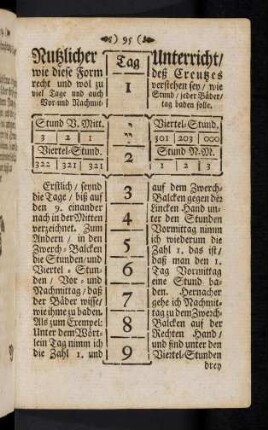 ) 95 (
Nutzlicher Tag Unterricht/
wie diese Form deß Creutzes
recht und wol zu 1 verstehen sey/ wie
viel Tage und auch Stund/ jeder Bäder/
Vor und Nachmit- tag baden solle.
Stund V. Mitt. Viertel-Stund.
3 2 1 301 203 000
Viertel-Stund. 2 Stund N.M.
322 321 321 1 2 3
Erstlich/ seynd 3 auf dem Zwerch-
die Tage/ biß auf Balcken gegen der
den 9. einander 4 Lincken Hand un-
nach in der Mitten ter den Stunden
verzeichnet. Zum Vormittag nimm
Andern/ in den 5 ich wiederum die
Zwerch-Balcken Zahl 1. das ist/
die Stunden/und 6 daß man den 1.
Viertel-Stun- Tag Vormittag
den/ Vor- und eine Stund ba-
Nachmittag/ daß 7 den. Hernacher
der Bäder wisse/ gehe ich Nachmit-
wie ihme zu baden. tag zu dem Zwerch-
Als zum Exempel: 8 Balcken auf der
Unter dem Wört- Rechten Hand/
lein Tag nimm ich und sind unter den
die Zahl 1. und 9 Viertel-Stunden
drey